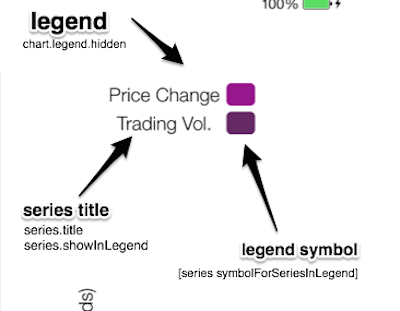 100%
legend
chart.legend.hidden
Price Change
Trading Vol.
series title
series.title
series.showInLegend
legend symbol
[series symbolForSeriesInLegend]
ds)